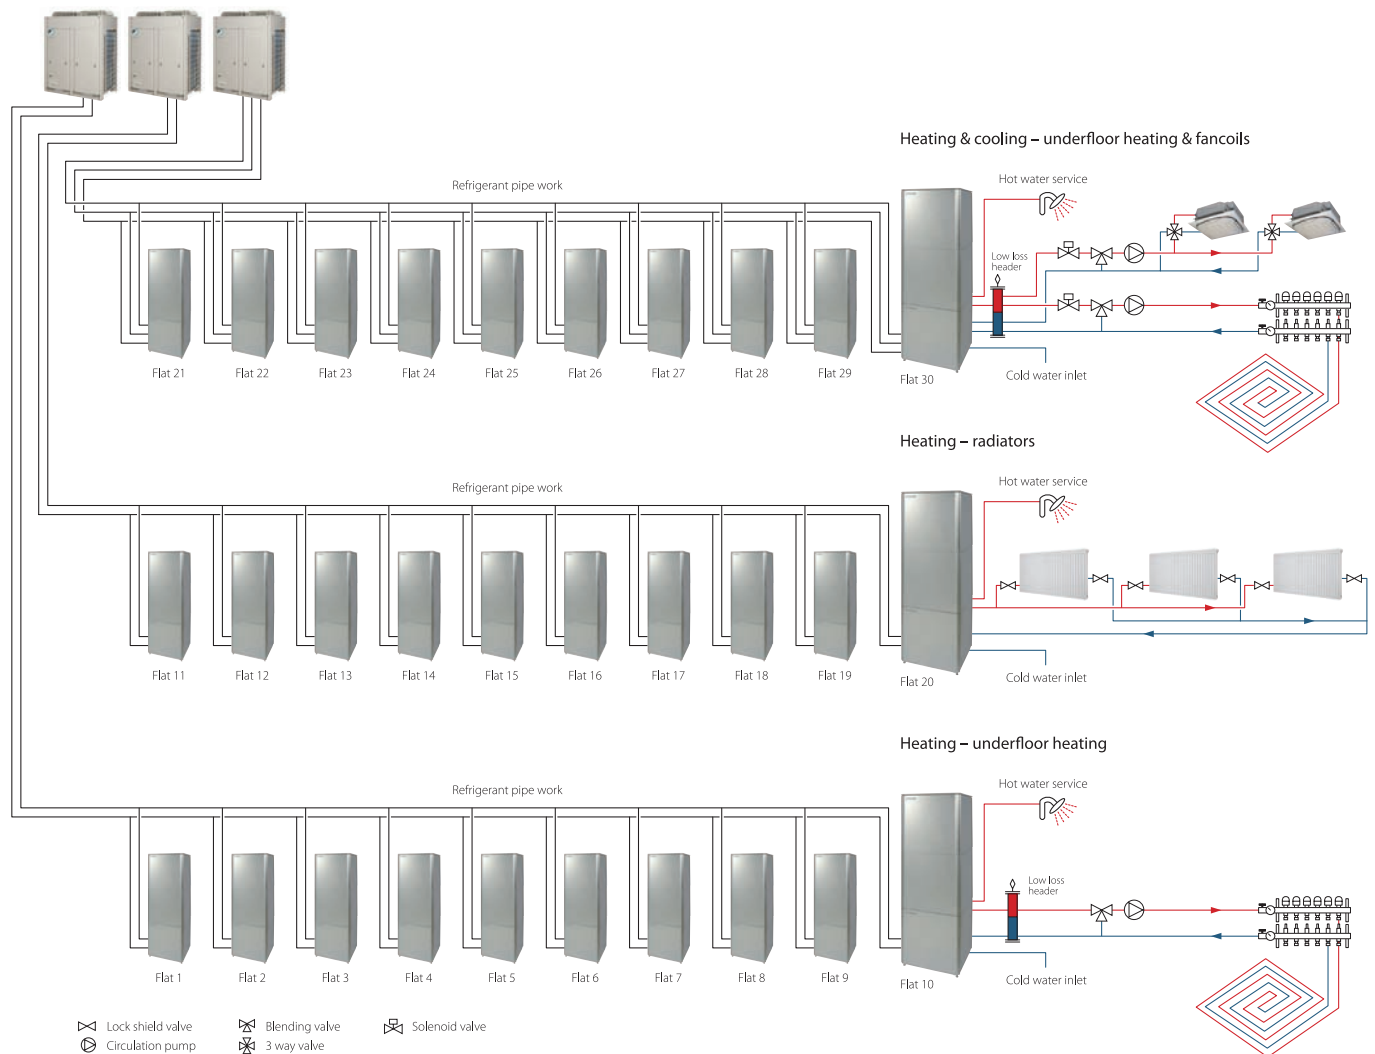 Heating & cooling – underfloor heating & fancoils
Refrigerant pipe work
Hot water service
Low loss
header
Flat 21
Flat 22
Flat 23
Flat 24
Flat 25
Flat 26
Flat 27
Flat 28
Flat 29
Flat 30
Cold water inlet
Heating – radiators
Refrigerant pipe work
Hot water service
Flat 11
Flat 12
Flat 13
Flat 14
Flat 15
Flat 16
Flat 17
Flat 18
Flat 19
Flat 20
Cold water inlet
Heating – underfloor heating
Refrigerant pipe work
Hot water service
Low loss
header
Flat 1
Flat 2
Flat 3
Flat 4
Flat 5
Flat 6
Flat 7
Flat 8
Flat 9
Flat 10
Cold water inlet
Lock shield valve
Blending valve
Solenoid valve
Circulation pump
3 way valve